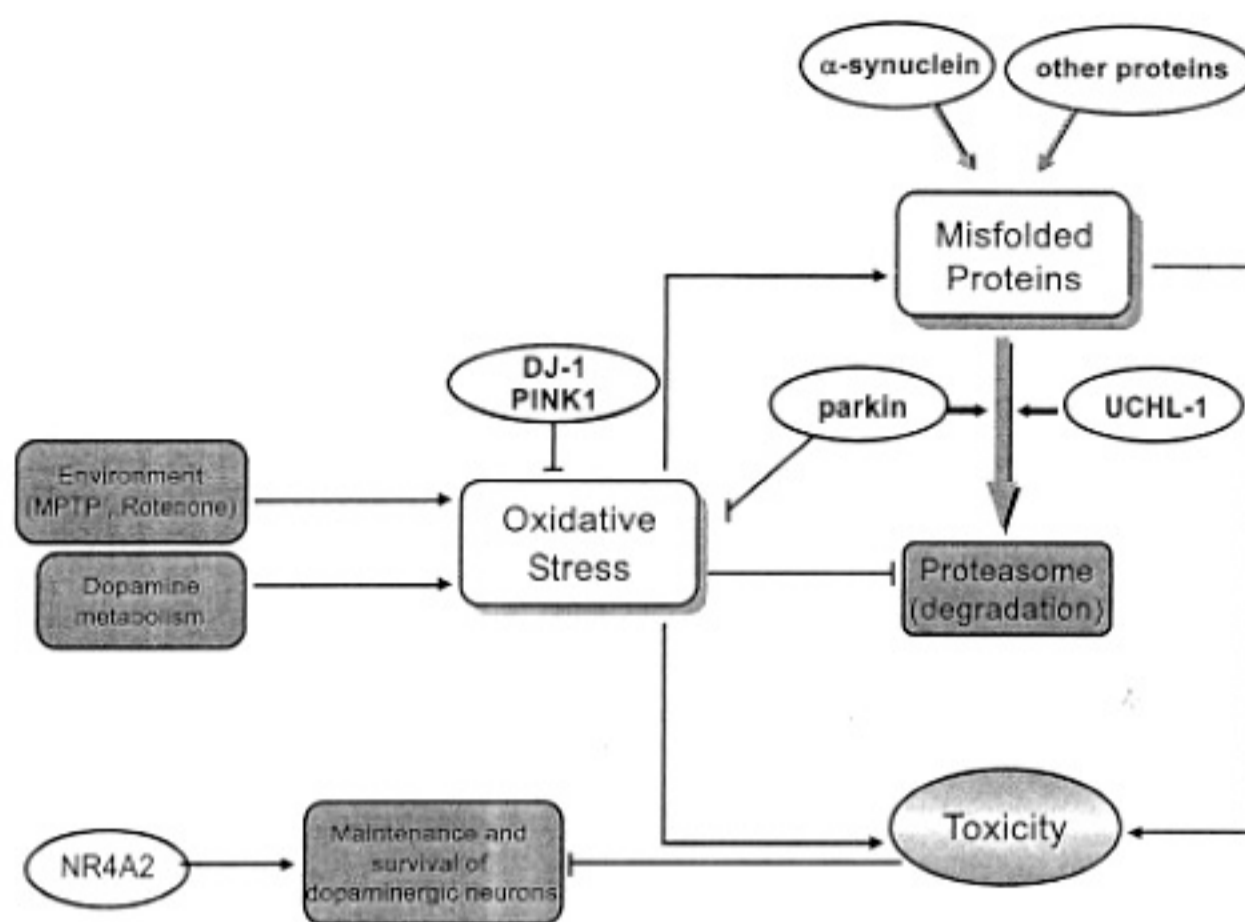 α-synuclein
other proteins
Misfolded
Proteins
DJ-1
PINK1
parkin
UCHL-1
Environment
(MPTP', Rotenone)
Oxidative
Stress
Dopamine
metabolism
Proteasome
(degradation)
NR4A2
Maintenance and
survival of
dopaminergic neurons
Toxicity